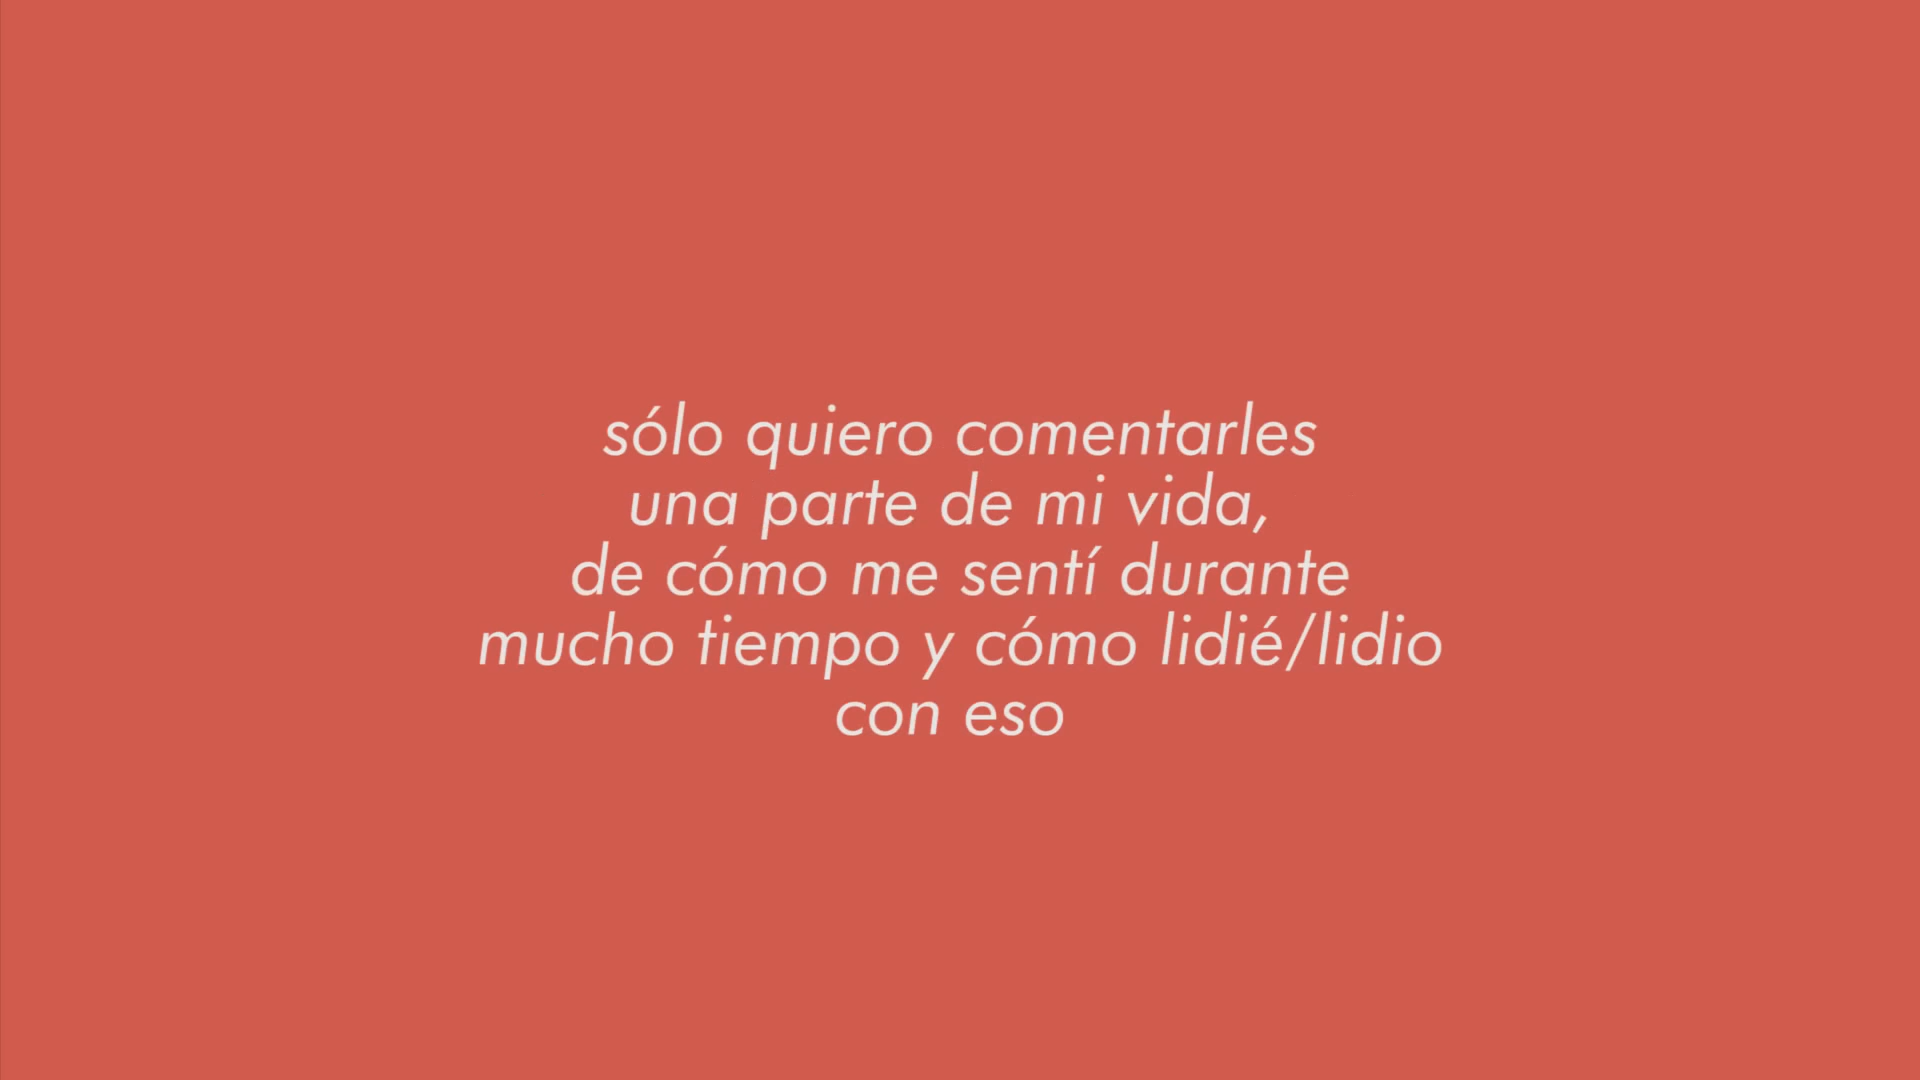 sólo quiero comentarles
una parte de mi vida,
de cómo me sentí durante
mucho tiempo y cómo lidié/lidio
con eso